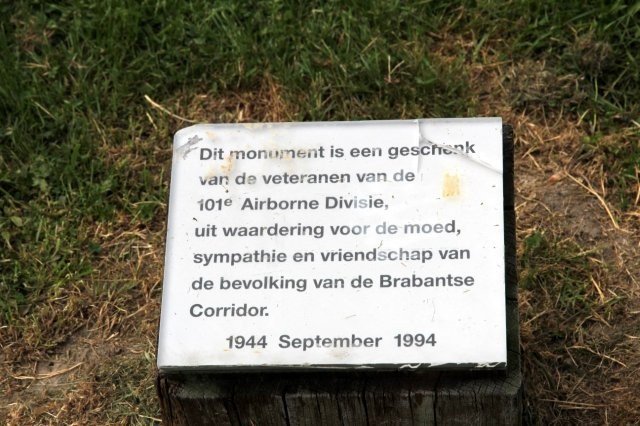 Dit monument is een geschenk
van de veteranen van de
101e Airborne Divisie,
uit waardering voor de moed,
sympathie en vriendschap van
de bevolking van de Brabantse
Corridor.
1944 September 1994